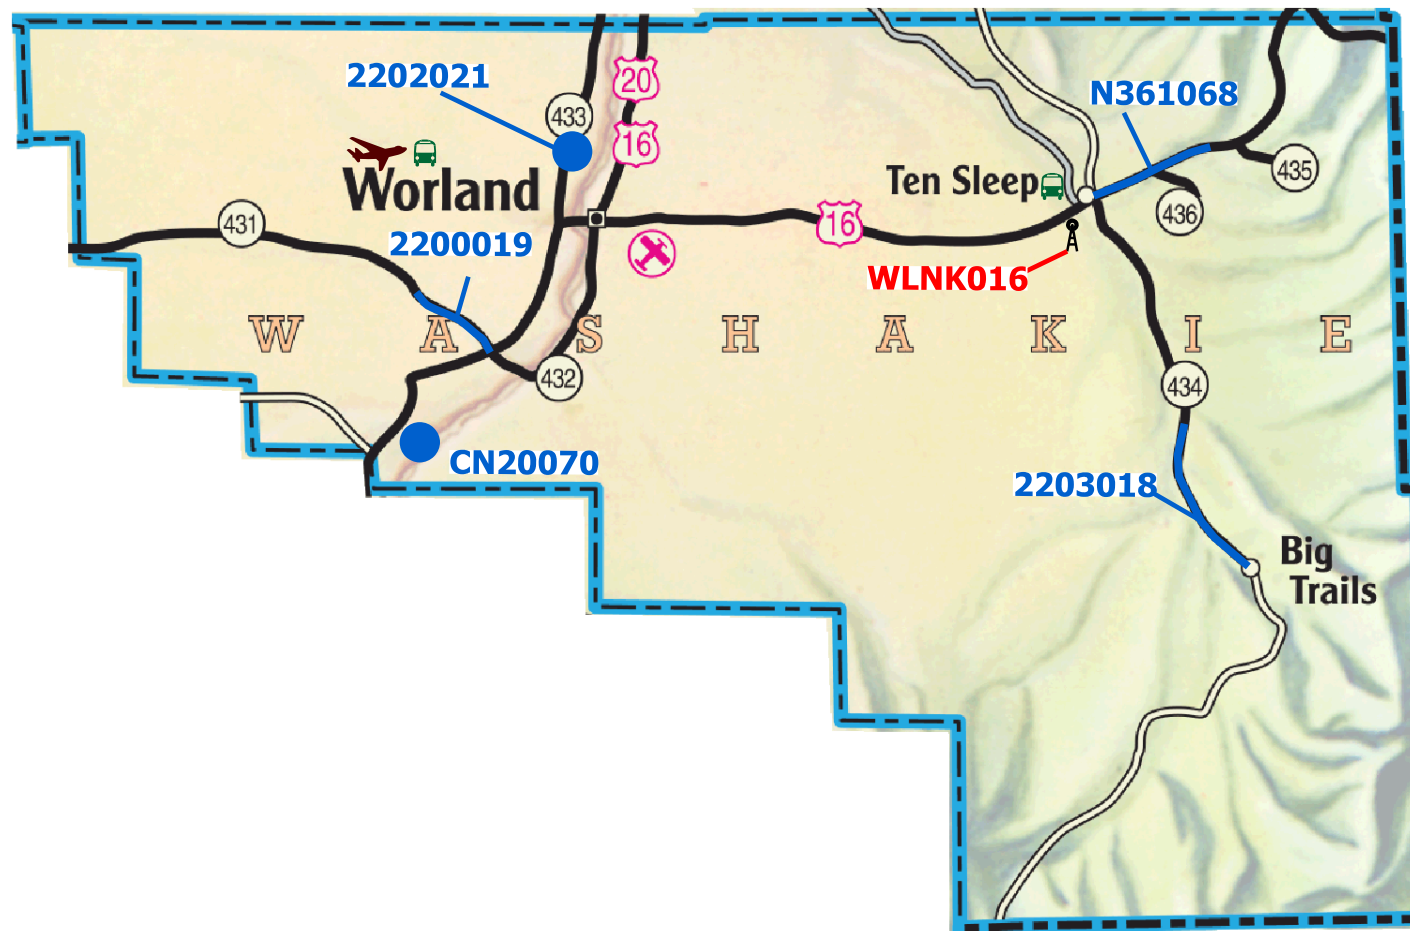 20
2202021
N361068
433
16
Ten Sleep
435
Worland
436
431
16
2200019
WLNK016
W A S H A K I E
432
434
CN20070
2203018
Big
Trails